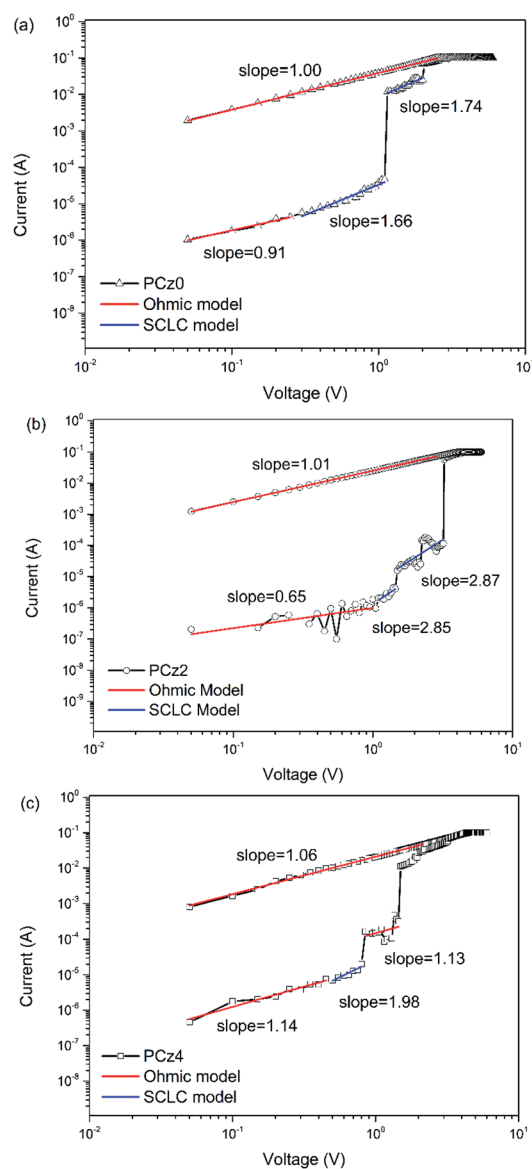 (a)
10⁰
10⁻¹
10⁻²
10⁻³
10⁻⁴
10⁻⁵
10⁻⁶
10⁻⁷
10⁻⁸
Current (A)
slope=1.00
slope=1.74
slope=1.66
slope=0.91
PCz0
Ohmic model
SCLC model
10⁻² 10⁻¹ 10⁰ 10
Voltage (V)
(b)
10⁰
10⁻¹
10⁻²
10⁻³
10⁻⁴
10⁻⁵
10⁻⁶
10⁻⁷
10⁻⁸
10⁻⁹
Current (A)
slope=1.01
slope=0.65
slope=2.87
slope=2.85
PCz2
Ohmic Model
SCLC Model
10⁻² 10⁻¹ 10⁰ 10¹
Voltage (V)
(c)
10⁰
10⁻¹
10⁻²
10⁻³
10⁻⁴
10⁻⁵
10⁻⁶
10⁻⁷
10⁻⁸
Current (A)
slope=1.06
slope=1.13
slope=1.98
slope=1.14
PCz4
Ohmic model
SCLC model
10⁻² 10⁻¹ 10⁰ 10¹
Voltage (V)